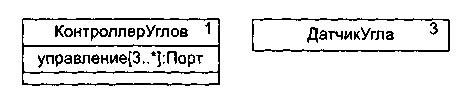 КонтроллерУглов 1
управление[3..*]:Порт
ДатчикУгла 3